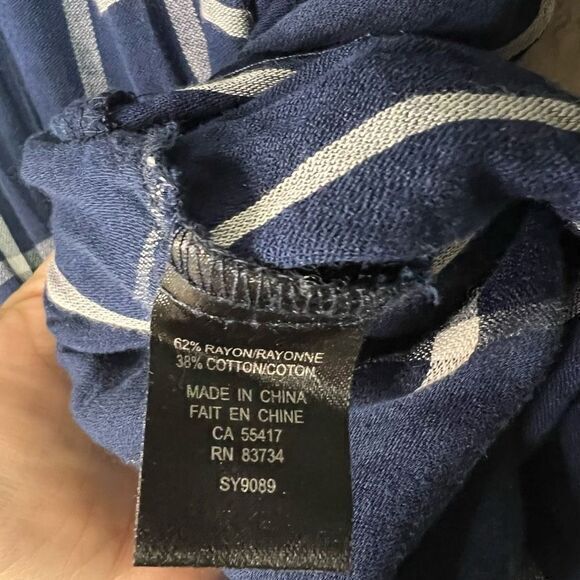 62% RAYON/RAYONNE
38% COTTON/COTON
MADE IN CHINA
FAIT EN CHINE
CA 55417
RN 83734
SY9089